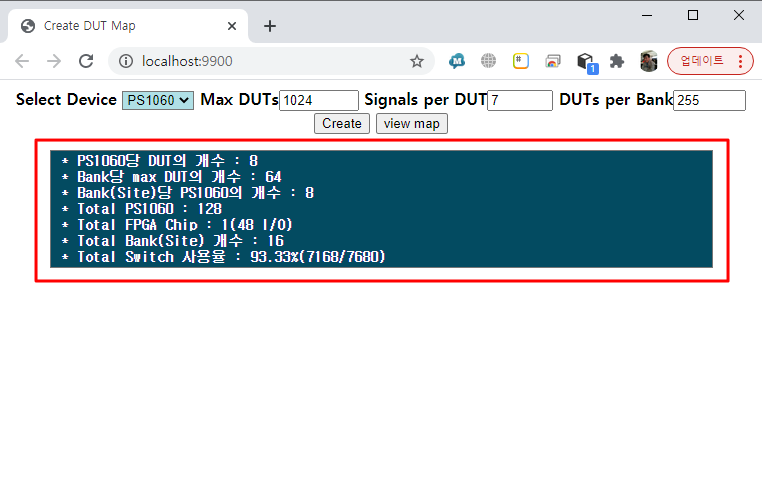 Create DUT Map
localhost:9900
1
업데이트
Select Device PS1060 Max DUTs 1024 Signals per DUT 7 DUTs per Bank 255
Create view map
* PS1060당 DUT의 개수 : 8
* Bank당 max DUT의 개수 : 64
* Bank(Site)당 PS1060의 개수 : 8
* Total PS1060 : 128
* Total FPGA Chip : 1(48 I/O)
* Total Bank(Site) 개수 : 16
* Total Switch 사용율 : 93.33%(7168/7680)